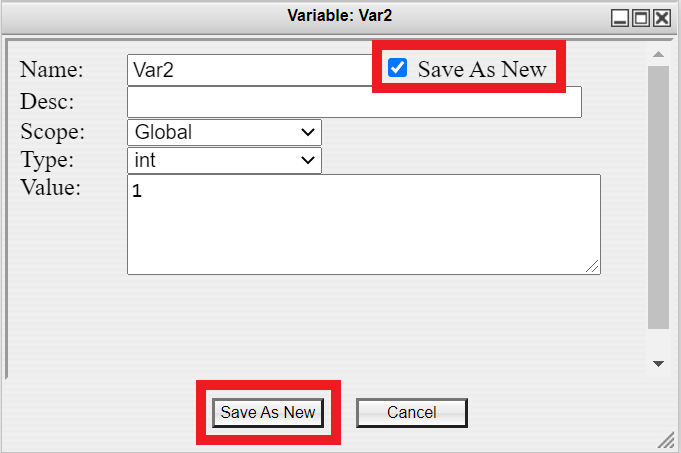 Variable: Var2
Name: Var2 Save As New
Desc:
Scope: Global
Type: int
Value: 1
Save As New Cancel